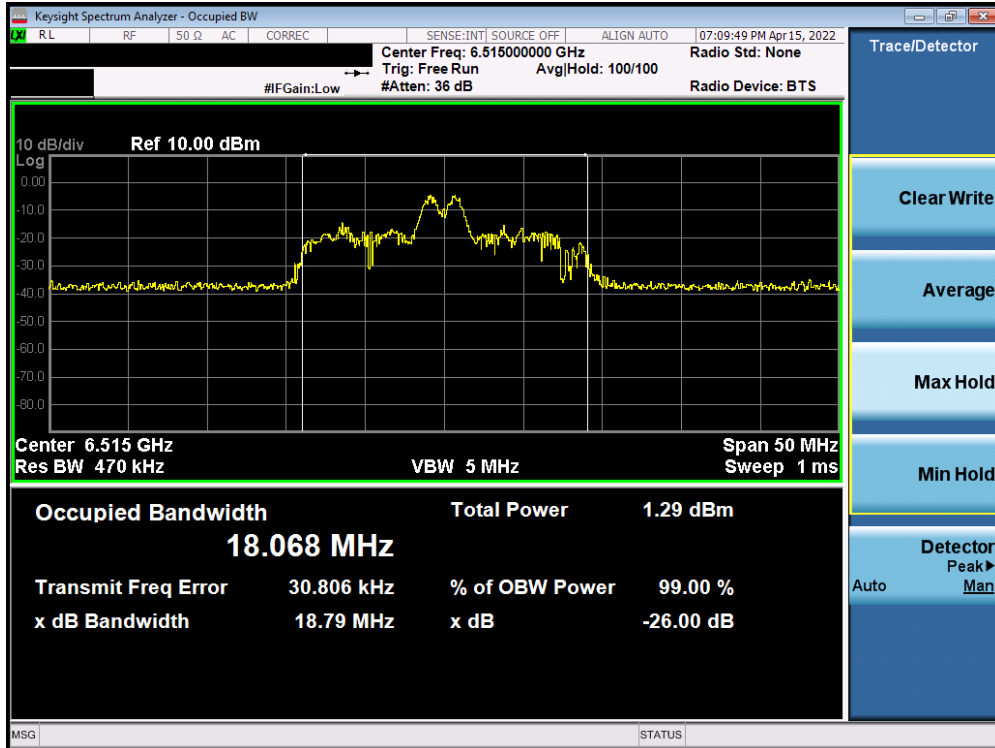 Keysight Spectrum Analyzer - Occupied BW
LXI RL RF 50 Ω AC CORREC SENSE:INT SOURCE OFF ALIGN AUTO 07:09:49 PM Apr 15, 2022
Center Freq: 6.515000000 GHz Radio Std: None
Trig: Free Run Avg|Hold: 100/100
#IFGain:Low #Atten: 36 dB Radio Device: BTS
10 dB/div Ref 10.00 dBm
Log
0.00
-10.0
-20.0
-30.0
-40.0
-50.0
-60.0
-70.0
-80.0
Center 6.515 GHz Span 50 MHz
Res BW 470 kHz VBW 5 MHz Sweep 1 ms
Occupied Bandwidth Total Power 1.29 dBm
18.068 MHz
Transmit Freq Error 30.806 kHz % of OBW Power 99.00 %
x dB Bandwidth 18.79 MHz x dB -26.00 dB
MSG STATUS
Trace/Detector
Clear Write
Average
Max Hold
Min Hold
Detector
Peak▶
Auto Man